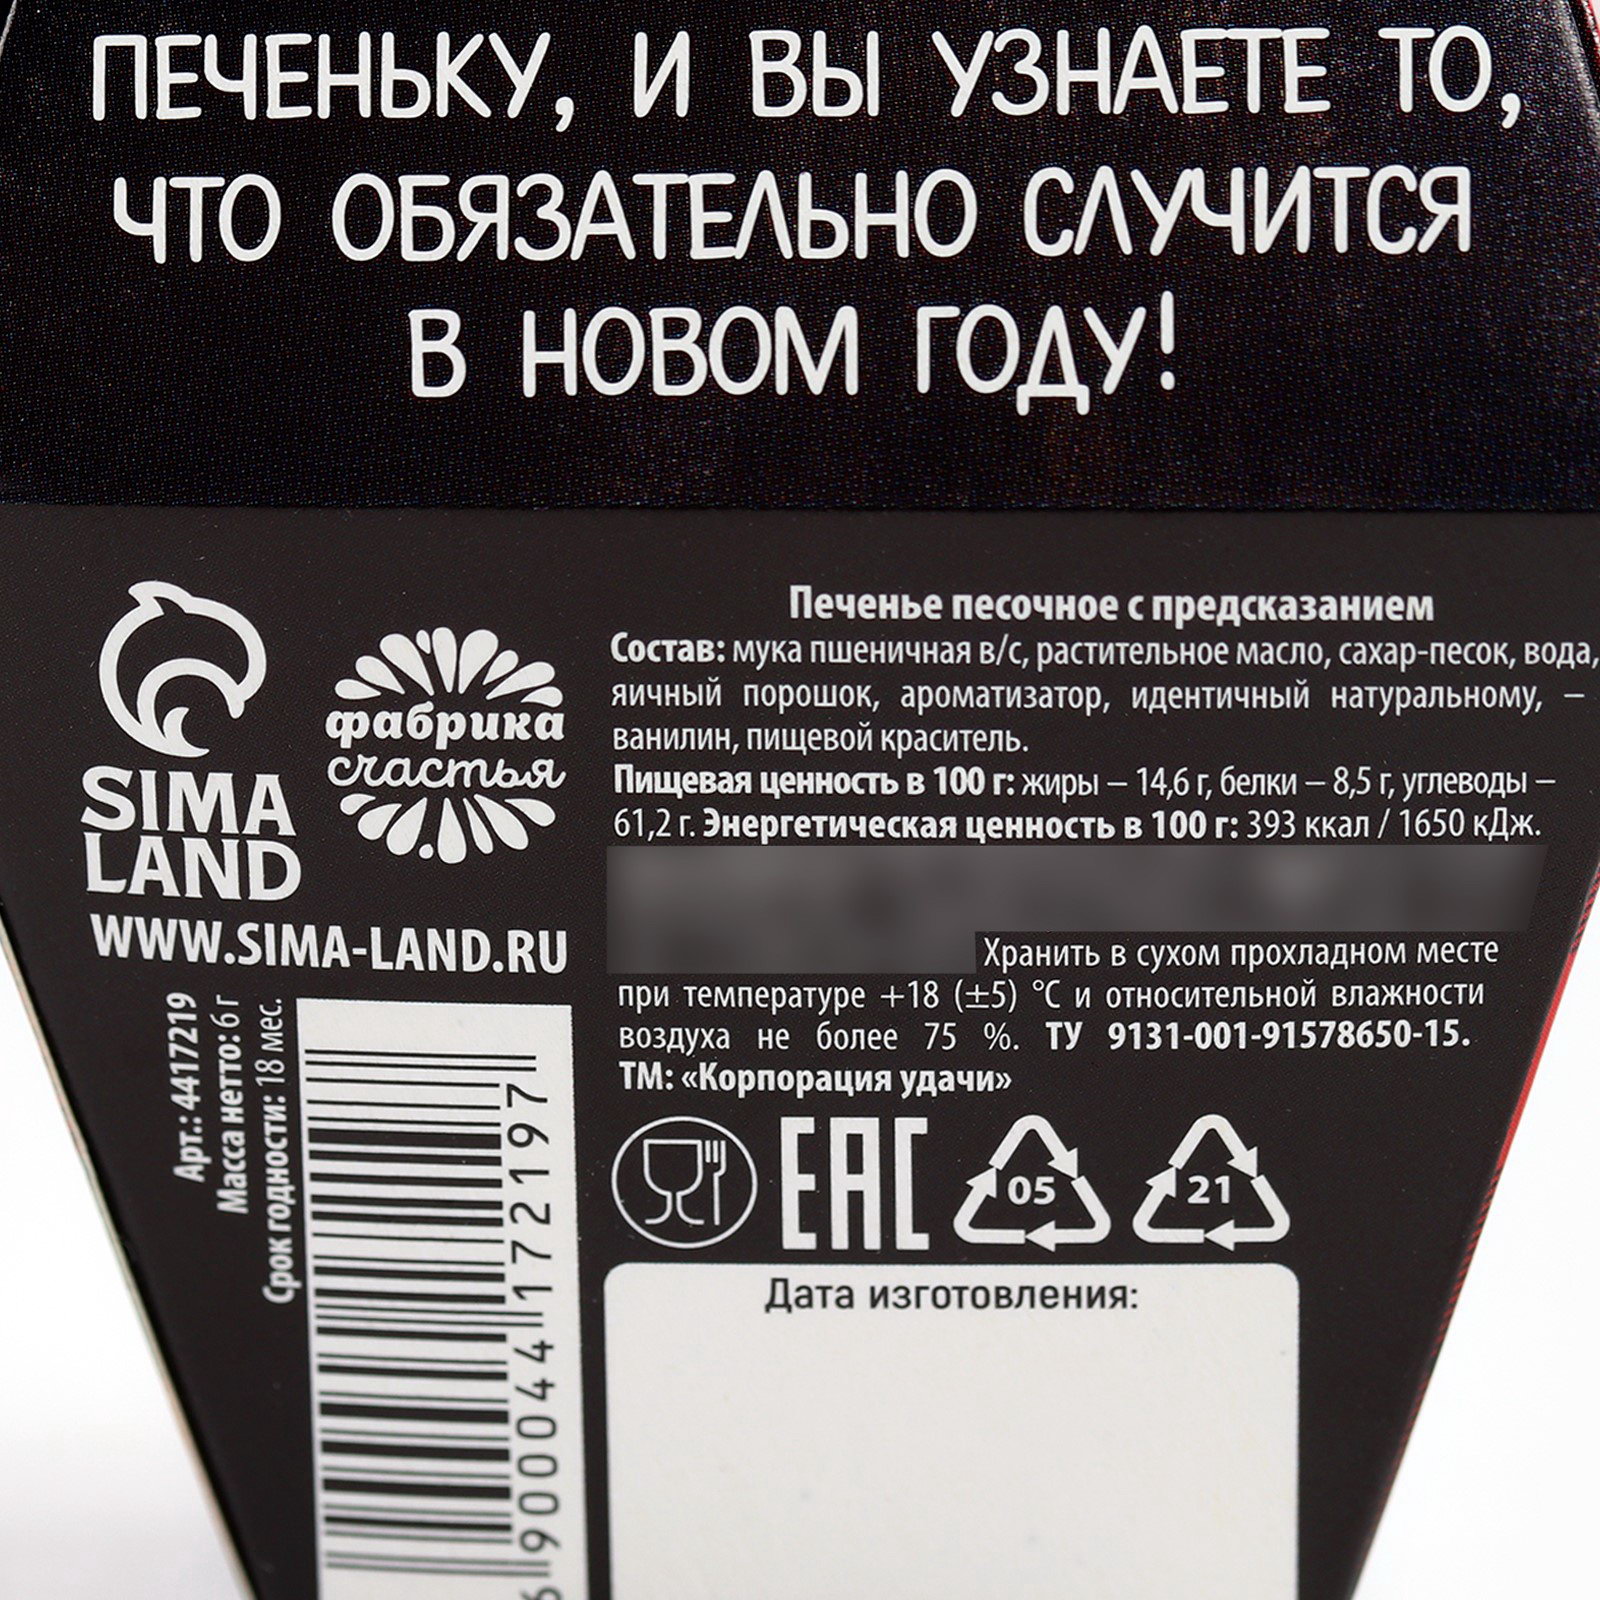 ПЕЧЕНЬКУ, И ВЫ УЗНАЕТЕ ТО,
ЧТО ОБЯЗАТЕЛЬНО СЛУЧИТСЯ
В НОВОМ ГОДУ!
SIMA
LAND
WWW.SIMA-LAND.RU
фабрика
счастья
Печенье песочное с предсказанием
Состав: мука пшеничная в/с, растительное масло, сахар-песок, вода,
яичный порошок, ароматизатор, идентичный натуральному, –
ванилин, пищевой краситель.
Пищевая ценность в 100 г: жиры – 14,6 г, белки – 8,5 г, углеводы –
61,2 г. Энергетическая ценность в 100 г: 393 ккал / 1650 кДж.
Хранить в сухом прохладном месте
при температуре +18 (±5) °С и относительной влажности
воздуха не более 75 %. ТУ 9131-001-91578650-15.
ТМ: «Корпорация удачи»
EAC
05
21
Дата изготовления:
Арт.: 4417219
Масса нетто: 6 г
Срок годности: 18 мес.
6 900044 172197